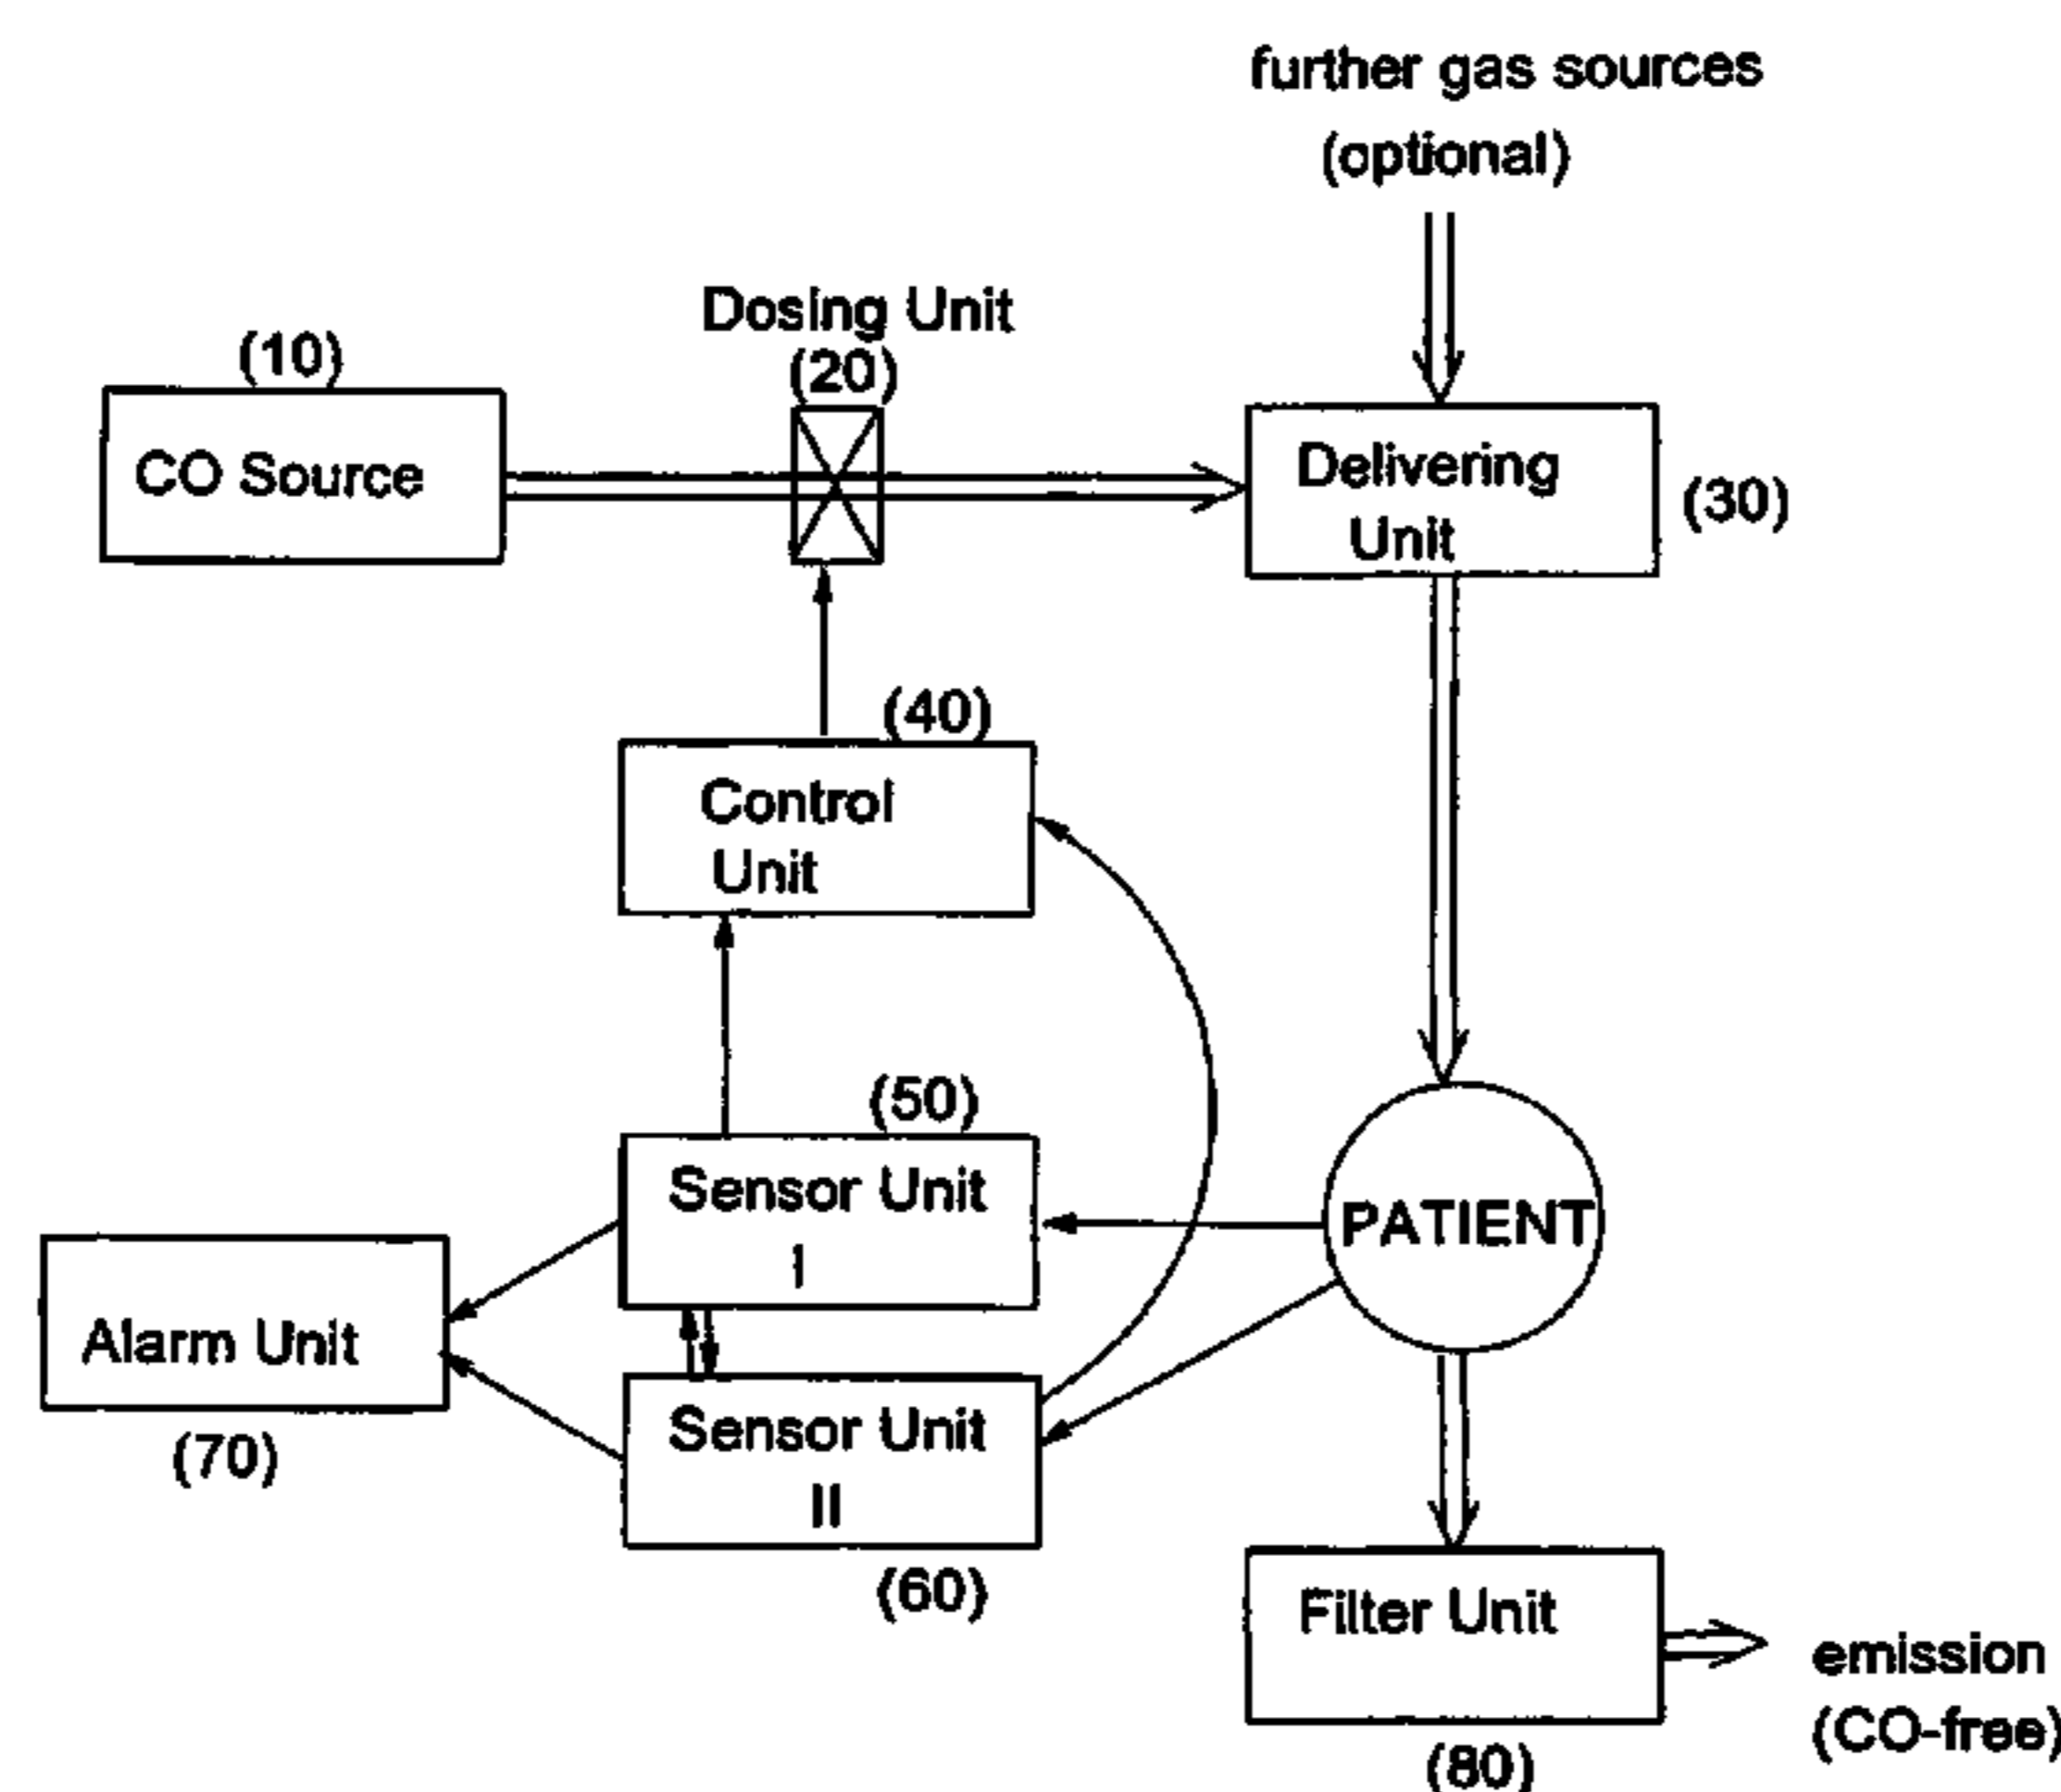 further gas sources
(optional)
Dosing Unit
(20)
(10)
CO Source
Delivering
Unit
(30)
(40)
Control
Unit
(50)
Sensor Unit
I
PATIENT
Alarm Unit
(70)
Sensor Unit
II
(60)
Filter Unit
(80)
emission
(CO-free)